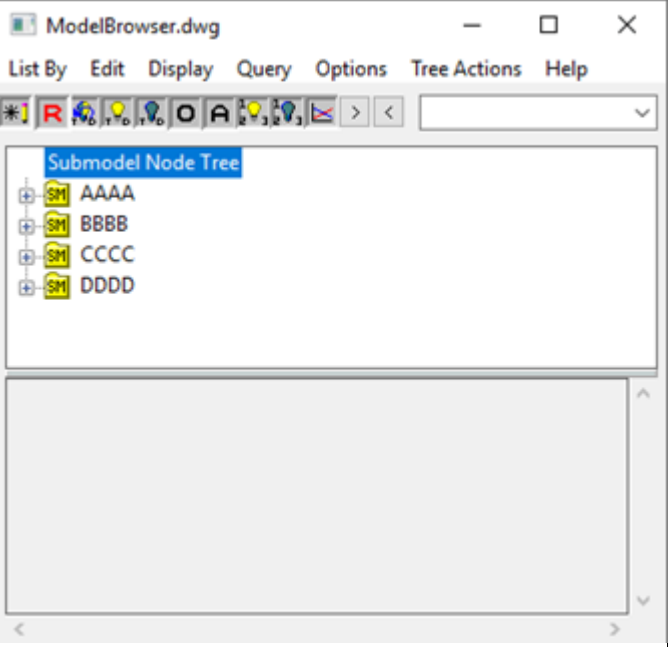 ModelBrowser.dwg
List By Edit Display Query Options Tree Actions Help
R O A
Submodel Node Tree
SM AAAA
SM BBBB
SM CCCC
SM DDDD